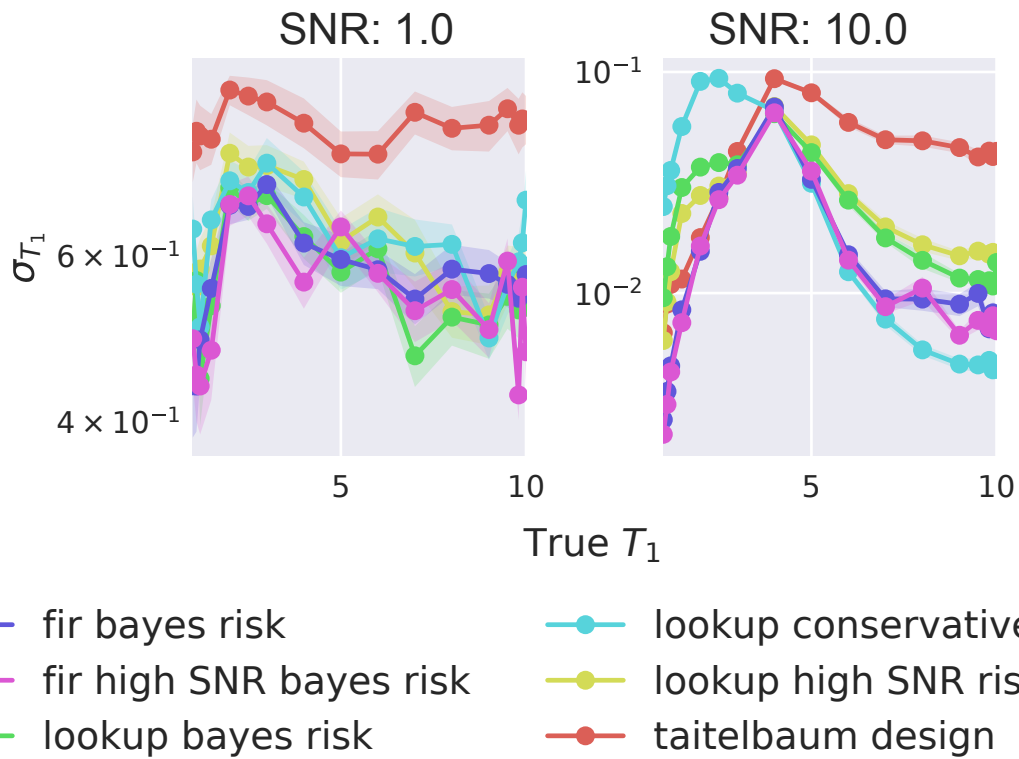 SNR: 1.0
SNR: 10.0
σT1
6 × 10−1
4 × 10−1
10−1
10−2
5
10
5
10
True T1
fir bayes risk
fir high SNR bayes risk
lookup bayes risk
lookup conservative
lookup high SNR ris
taitelbaum design